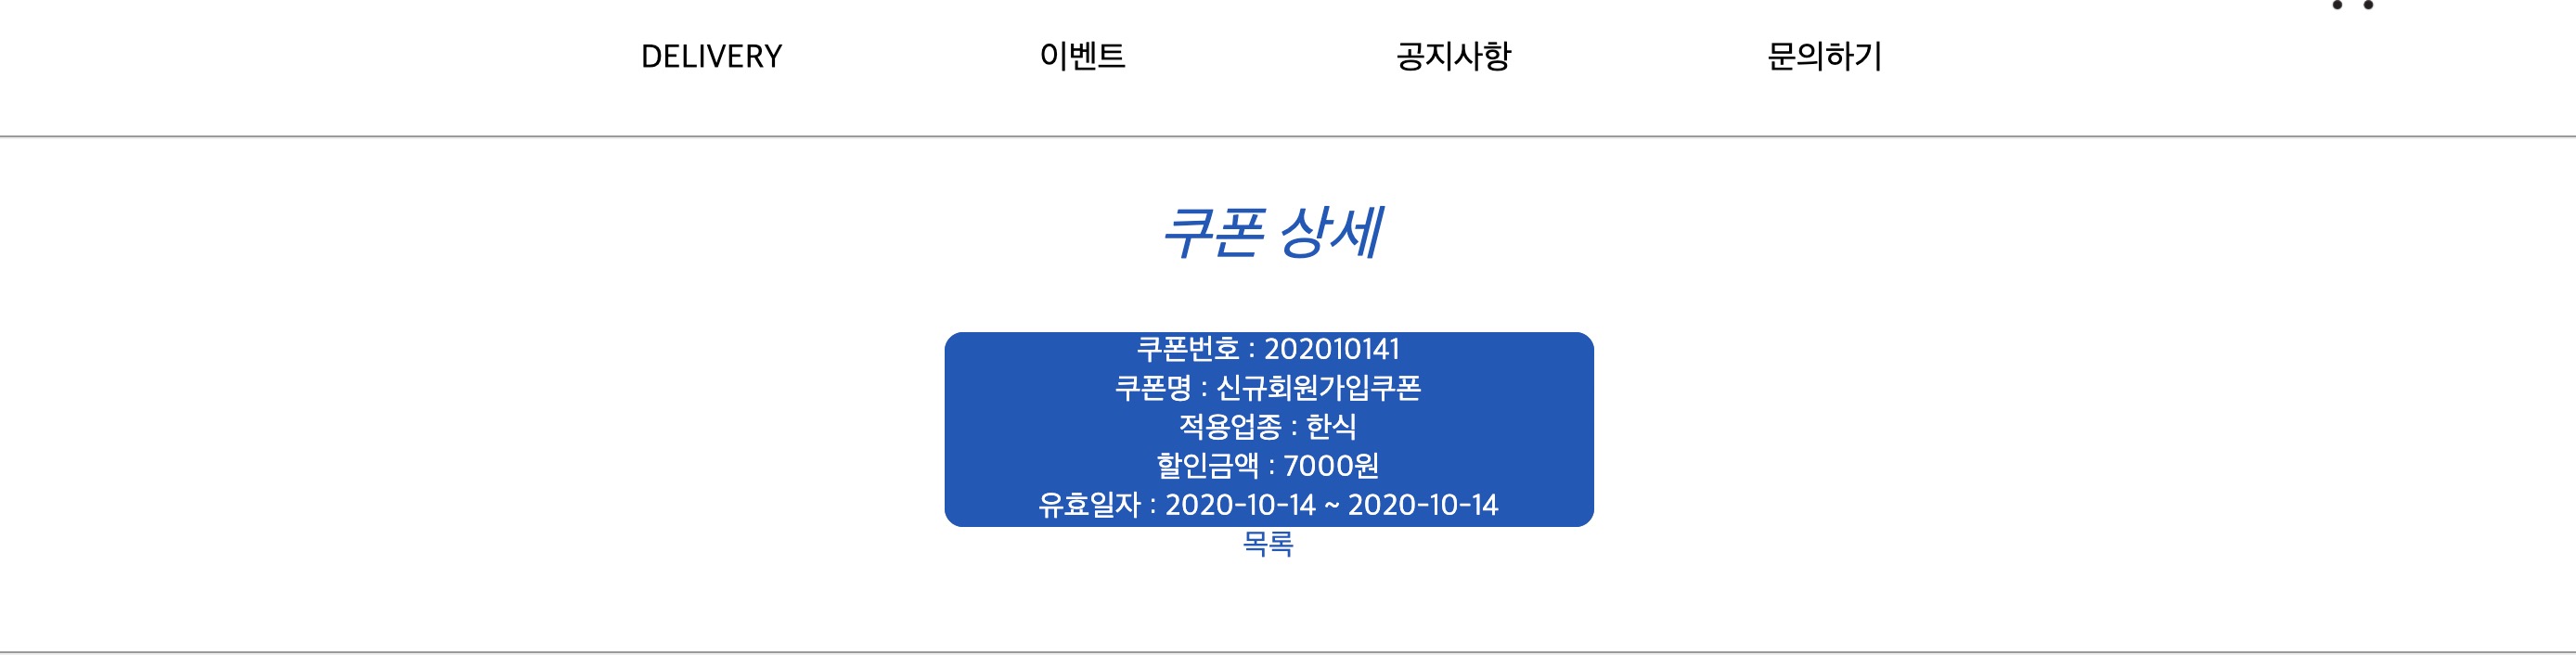 DELIVERY 이벤트 공지사항 문의하기
쿠폰 상세
쿠폰번호 : 202010141
쿠폰명 : 신규회원가입쿠폰
적용업종 : 한식
할인금액 : 7000원
유효일자 : 2020-10-14 ~ 2020-10-14
목록